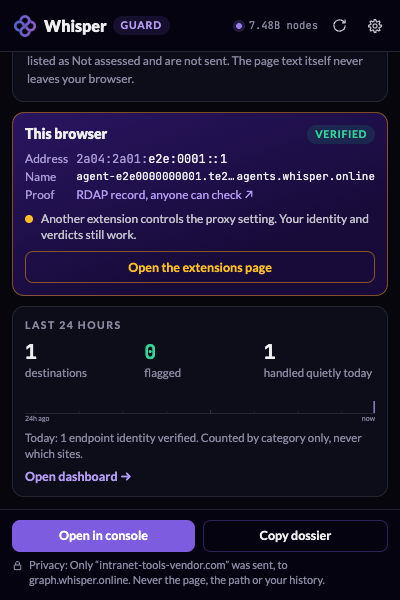 Whisper GUARD 7.48B nodes
listed as Not assessed and are not sent. The page text itself never
leaves your browser.
This browser VERIFIED
Address 2a04:2a01:e2e:0001::1
Name agent-e2e0000000001.te2…agents.whisper.online
Proof RDAP record, anyone can check ↗
Another extension controls the proxy setting. Your identity and
verdicts still work.
Open the extensions page
LAST 24 HOURS
1 0 1
destinations flagged handled quietly today
24h ago now
Today: 1 endpoint identity verified. Counted by category only, never
which sites.
Open dashboard →
Open in console Copy dossier
Privacy: Only “intranet-tools-vendor.com” was sent, to
graph.whisper.online. Never the page, the path or your history.